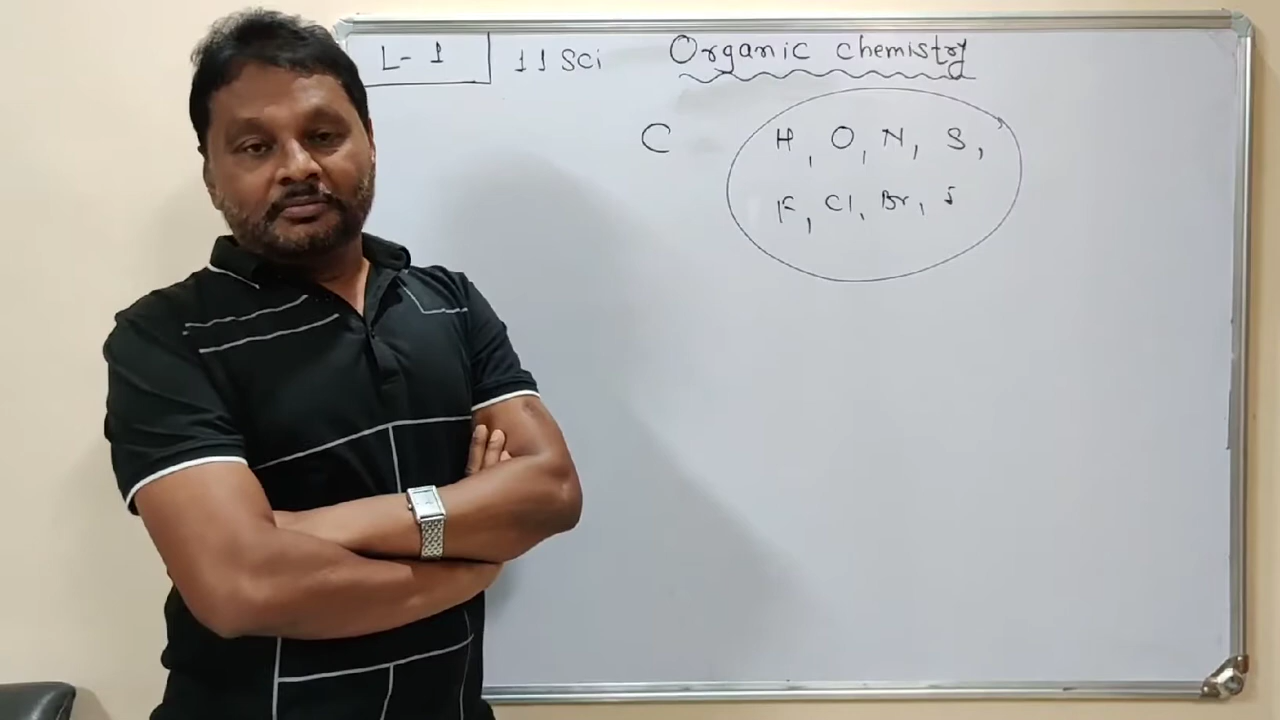 L- 1 11 Sci Organic chemistry
C H, O, N, S,
F, Cl, Br, I